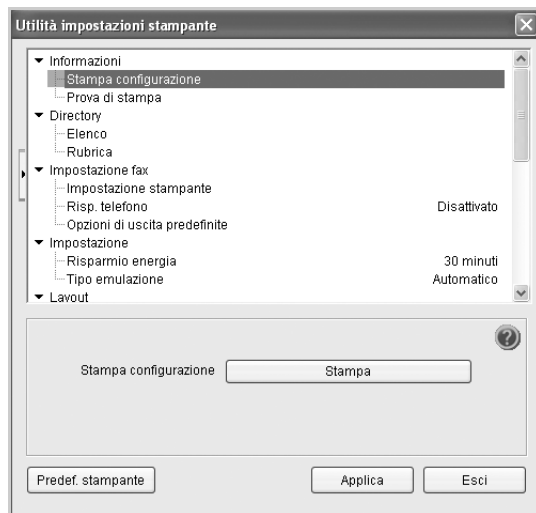 Utilità impostazioni stampante
Informazioni
Stampa configurazione
Prova di stampa
Directory
Elenco
Rubrica
Impostazione fax
Impostazione stampante
Risp. telefono Disattivato
Opzioni di uscita predefinite
Impostazione
Risparmio energia 30 minuti
Tipo emulazione Automatico
Layout
?
Stampa configurazione Stampa
Predef. stampante Applica Esci